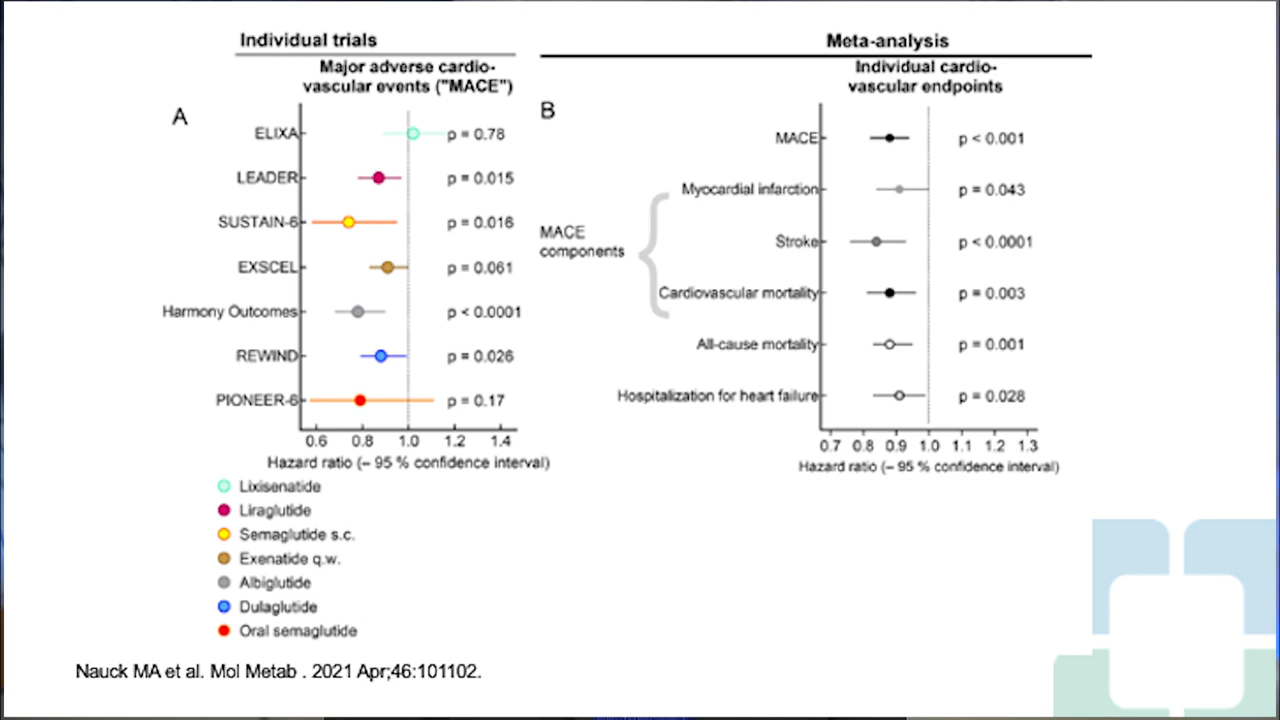 Individual trials
Major adverse cardio-
vascular events ("MACE")
A
ELIXA
p = 0.78
LEADER
p = 0.015
SUSTAIN-6
p = 0.016
EXSCEL
p = 0.061
Harmony Outcomes
p < 0.0001
REWIND
p = 0.026
PIONEER-6
p = 0.17
0.6 0.8 1.0 1.2 1.4
Hazard ratio (– 95 % confidence interval)
Lixisenatide
Liraglutide
Semaglutide s.c.
Exenatide q.w.
Albiglutide
Dulaglutide
Oral semaglutide
Meta-analysis
Individual cardio-
vascular endpoints
B
MACE
p < 0.001
MACE
components
Myocardial infarction
p = 0.043
Stroke
p < 0.0001
Cardiovascular mortality
p = 0.003
All-cause mortality
p = 0.001
Hospitalization for heart failure
p = 0.028
0.7 0.8 0.9 1.0 1.1 1.2 1.3
Hazard ratio (– 95 % confidence interval)
Nauck MA et al. Mol Metab . 2021 Apr;46:101102.